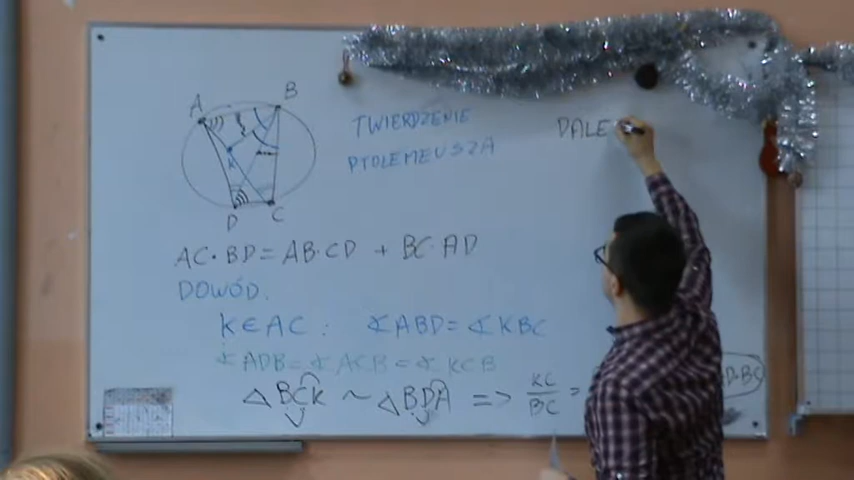 A
B
K
D
C
TWIERDZENIE
PTOLEMEUSZA
DALE
AC·BD=AB·CD + BC·AD
DOWÓD.
K∈AC : ∢ABD=∢KBC
∢ADB=∢ACB=∢KCB
△BCK ~ △BDA => KC/BC =
D·BC